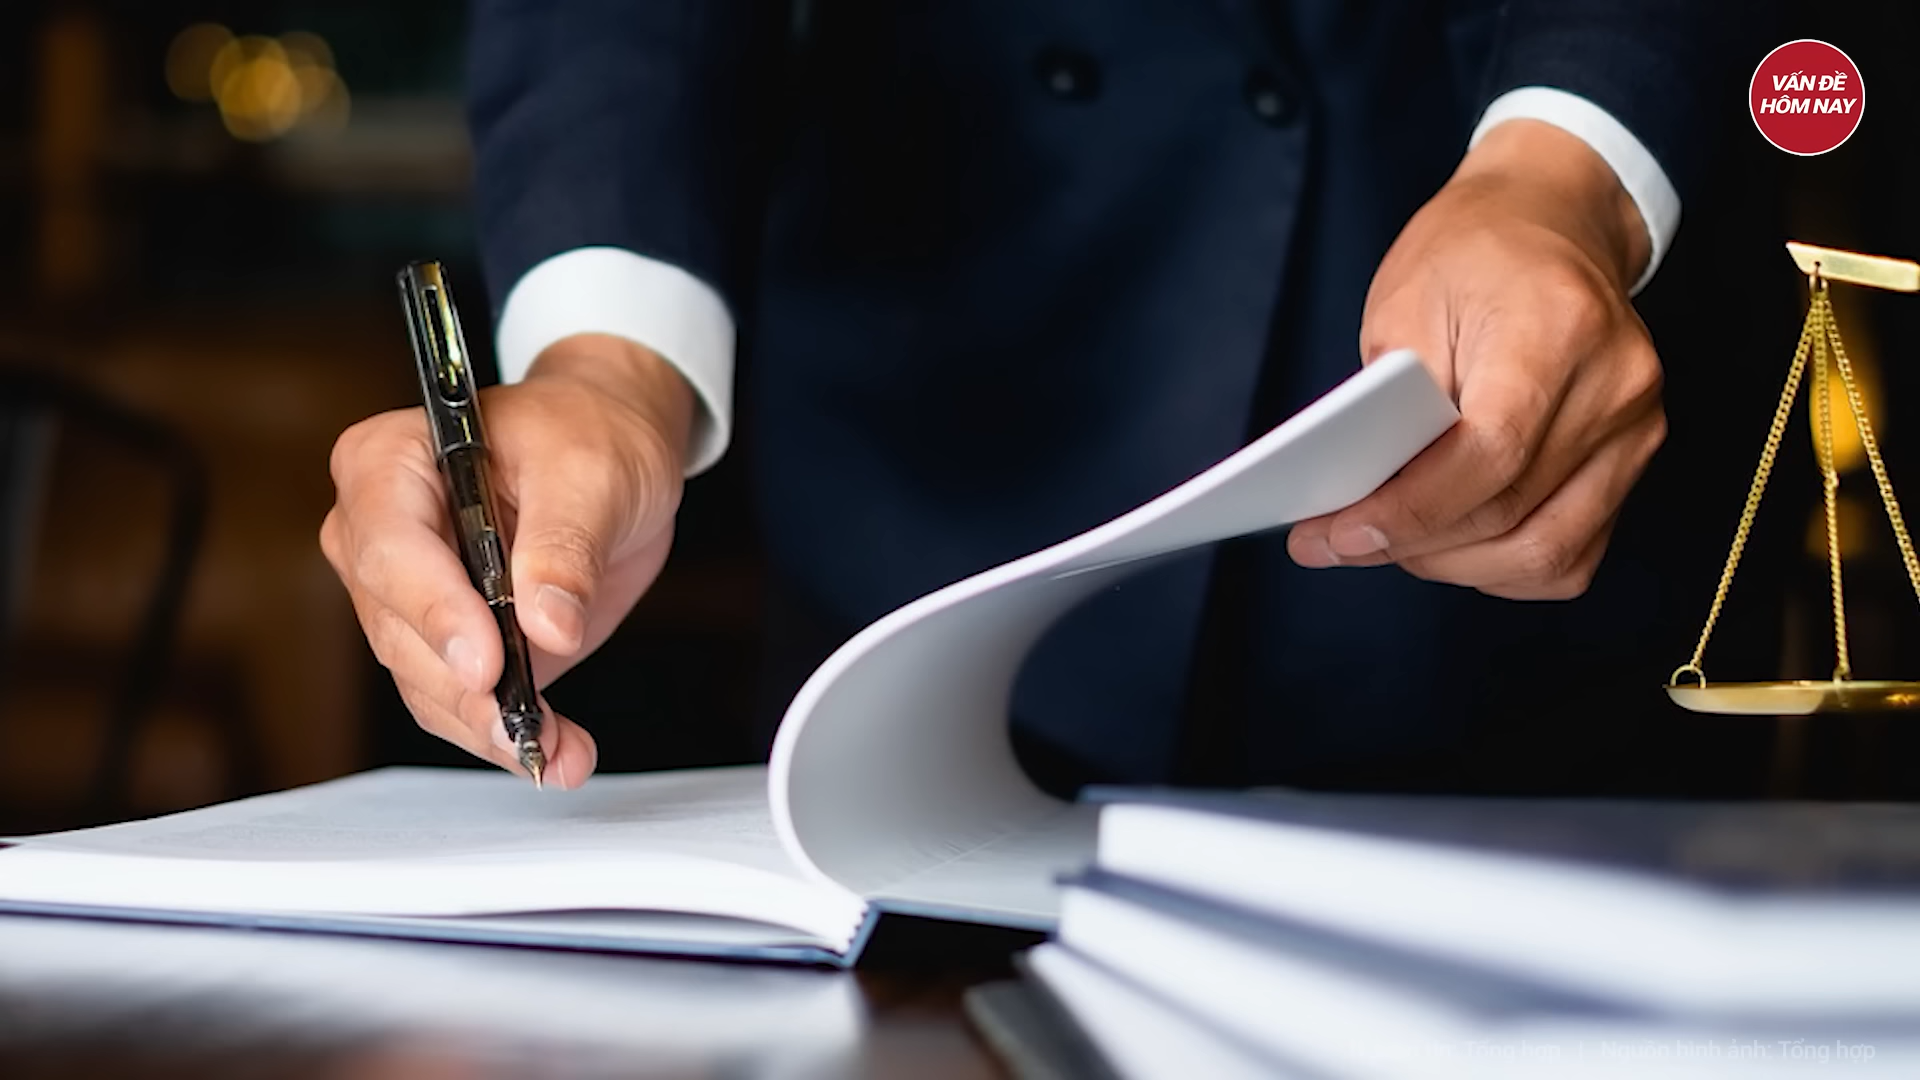 VẤN ĐỀ
HÔM NAY
Tổng hợp | Nguồn hình ảnh: Tổng hợp